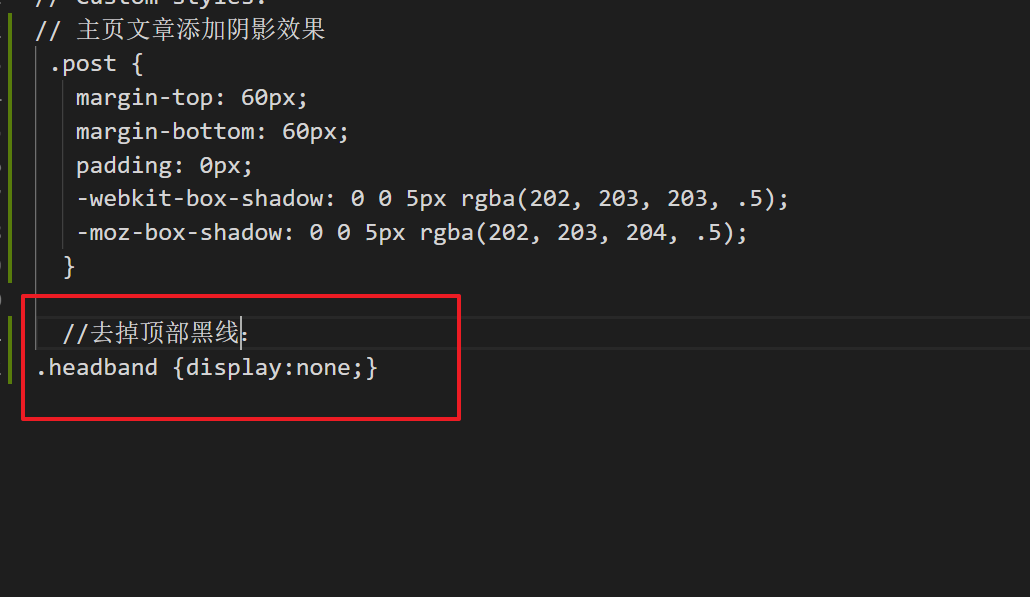 // Custom styles.
// 主页文章添加阴影效果
.post {
margin-top: 60px;
margin-bottom: 60px;
padding: 0px;
-webkit-box-shadow: 0 0 5px rgba(202, 203, 203, .5);
-moz-box-shadow: 0 0 5px rgba(202, 203, 204, .5);
}
//去掉顶部黑线：
.headband {display:none;}